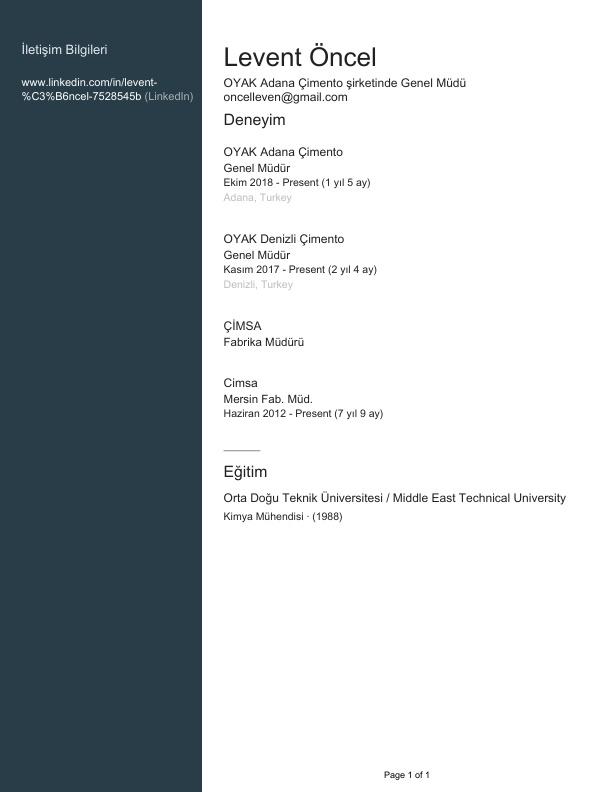 İletişim Bilgileri
www.linkedin.com/in/levent-
%C3%B6ncel-7528545b (LinkedIn)
Levent Öncel
OYAK Adana Çimento şirketinde Genel Müdü
oncelleven@gmail.com
Deneyim
OYAK Adana Çimento
Genel Müdür
Ekim 2018 - Present (1 yıl 5 ay)
Adana, Turkey
OYAK Denizli Çimento
Genel Müdür
Kasım 2017 - Present (2 yıl 4 ay)
Denizli, Turkey
ÇİMSA
Fabrika Müdürü
Cimsa
Mersin Fab. Müd.
Haziran 2012 - Present (7 yıl 9 ay)
Eğitim
Orta Doğu Teknik Üniversitesi / Middle East Technical University
Kimya Mühendisi · (1988)
Page 1 of 1